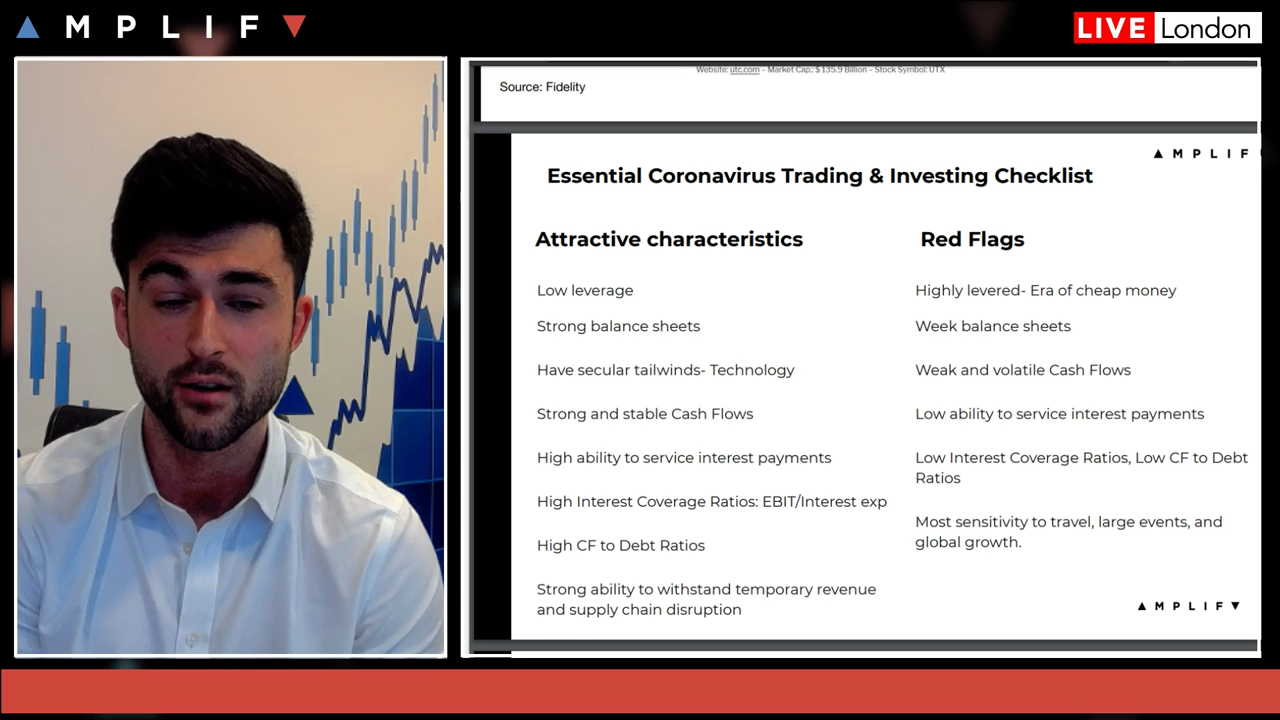 ▲ M P L I F ▼
LIVE London
Website: utc.com – Market Cap.: $135.9 Billion – Stock Symbol: UTX
Source: Fidelity
▲ M P L I F
Essential Coronavirus Trading & Investing Checklist
Attractive characteristics
Low leverage
Strong balance sheets
Have secular tailwinds- Technology
Strong and stable Cash Flows
High ability to service interest payments
High Interest Coverage Ratios: EBIT/Interest exp
High CF to Debt Ratios
Strong ability to withstand temporary revenue
and supply chain disruption
Red Flags
Highly levered- Era of cheap money
Week balance sheets
Weak and volatile Cash Flows
Low ability to service interest payments
Low Interest Coverage Ratios, Low CF to Debt
Ratios
Most sensitivity to travel, large events, and
global growth.
▲ M P L I F ▼